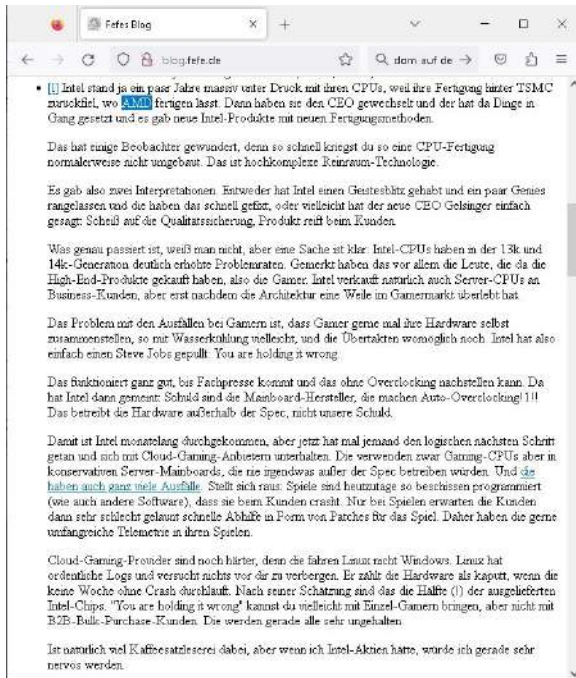 Fefes Blog
blog.fefe.de
dom auf de →
[l] Intel stand ja ein paar Jahre massiv unter Druck mit ihren CPUs, weil ihre Fertigung hinter TSMC
zurückfiel, wo AMD fertigen lässt. Dann haben sie den CEO gewechselt und der hat da Dinge in
Gang gesetzt und es gab neue Intel-Produkte mit neuen Fertigungsmethoden.
Das hat einige Beobachter gewundert, denn so schnell kriegst du so eine CPU-Fertigung
normalerweise nicht umgebaut. Das ist hochkomplexe Reinraum-Technologie.
Es gab also zwei Interpretationen. Entweder hat Intel einen Geistesblitz gehabt und ein paar Genies
rangelassen und die haben das schnell gefixt, oder vielleicht hat der neue CEO Gelsinger einfach
gesagt: Scheiß auf die Qualitätssicherung, Produkt reift beim Kunden.
Was genau passiert ist, weiß man nicht, aber eine Sache ist klar: Intel-CPUs haben in der 13k und
14k-Generation deutlich erhöhte Problemraten. Gemerkt haben das vor allem die Leute, die da die
High-End-Produkte gekauft haben, also die Gamer. Intel verkauft natürlich auch Server-CPUs an
Business-Kunden, aber erst nachdem die Architektur eine Weile im Gamermarkt überlebt hat.
Das Problem mit den Ausfällen bei Gamern ist, dass Gamer gerne mal ihre Hardware selbst
zusammenstellen, so mit Wasserkühlung vielleicht, und die Übertakten womöglich noch. Intel hat also
einfach einen Steve Jobs gepullt: You are holding it wrong.
Das funktioniert ganz gut, bis Fachpresse kommt und das ohne Overclocking nachstellen kann. Da
hat Intel dann gemeint: Schuld sind die Mainboard-Hersteller, die machen Auto-Overclocking!1!!
Das betreibt die Hardware außerhalb der Spec, nicht unsere Schuld.
Damit ist Intel monatelang durchgekommen, aber jetzt hat mal jemand den logischen nächsten Schritt
getan und sich mit Cloud-Gaming-Anbietern unterhalten. Die verwenden zwar Gaming-CPUs aber in
konservativen Server-Mainboards, die nie irgendwas außer der Spec betreiben würden. Und die
haben auch ganz viele Ausfälle. Stellt sich raus: Spiele sind heutzutage so beschissen programmiert
(wie auch andere Software), dass sie beim Kunden crasht. Nur bei Spielen erwarten die Kunden
dann sehr schlecht gelaunt schnelle Abhilfe in Form von Patches für das Spiel. Daher haben die gerne
umfangreiche Telemetrie in ihren Spielen.
Cloud-Gaming-Provider sind noch härter, denn die fahren Linux nicht Windows. Linux hat
ordentliche Logs und versucht nichts vor dir zu verbergen. Er zählt die Hardware als kaputt, wenn die
keine Woche ohne Crash durchläuft. Nach seiner Schätzung sind das die Hälfte (!) der ausgelieferten
Intel-Chips. "You are holding it wrong" kannst du vielleicht mit Einzel-Gamern bringen, aber nicht mit
B2B-Bulk-Purchase-Kunden. Die werden gerade alle sehr ungehalten.
Ist natürlich viel Kaffeesatzleserei dabei, aber wenn ich Intel-Aktien hätte, würde ich gerade sehr
nervös werden.